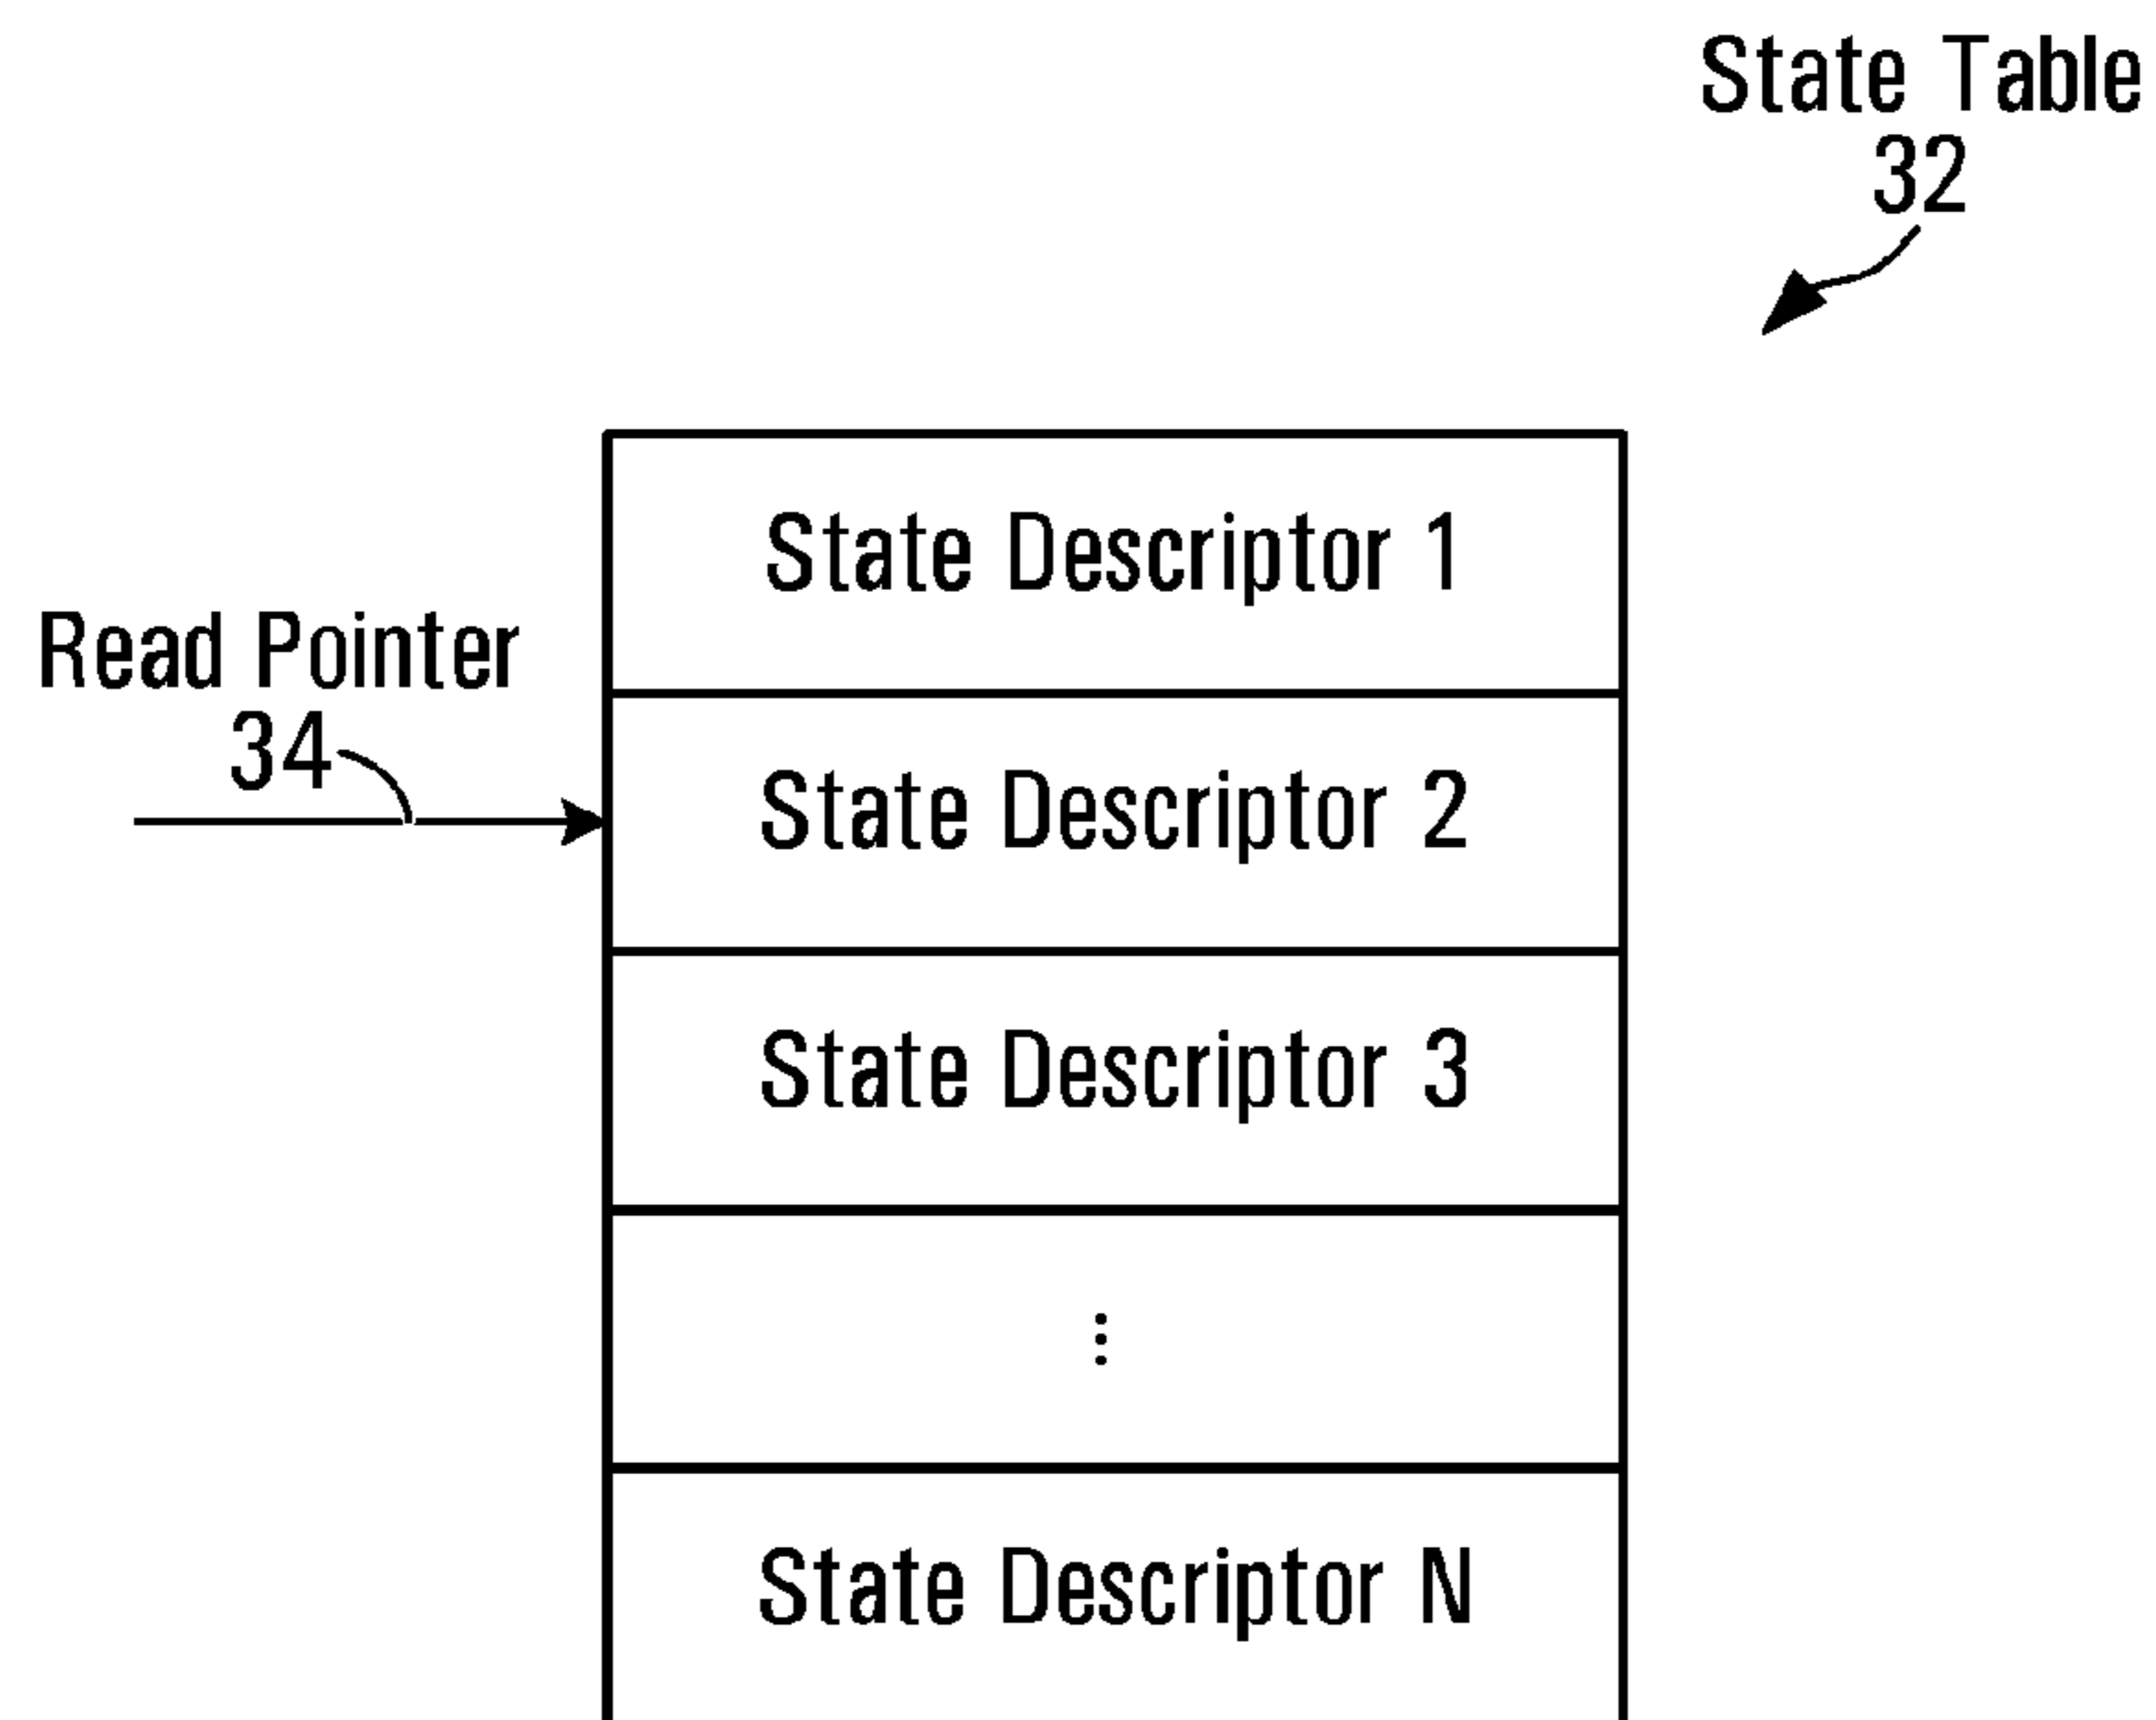 State Table
32
State Descriptor 1
Read Pointer
34
State Descriptor 2
State Descriptor 3
⋮
State Descriptor N